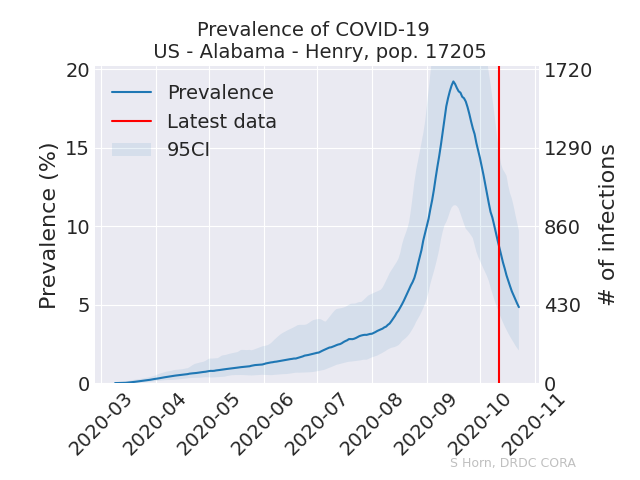 Prevalence of COVID-19
US - Alabama - Henry, pop. 17205
20
15
10
5
0
Prevalence (%)
Prevalence
Latest data
95CI
1720
1290
860
430
0
# of infections
2020-03
2020-04
2020-05
2020-06
2020-07
2020-08
2020-09
2020-10
2020-11
S Horn, DRDC CORA